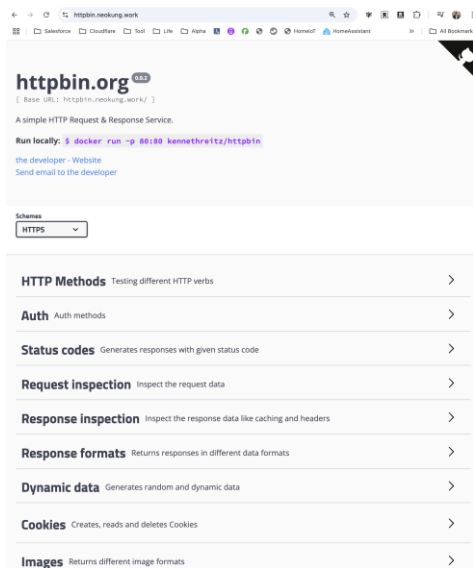 httpbin.neokung.work
Salesforce Cloudflare Tool Life Alpha HomeIoT HomeAssistant All Bookmark
httpbin.org 0.9.2
[ Base URL: httpbin.neokung.work/ ]
A simple HTTP Request & Response Service.
Run locally: $ docker run -p 80:80 kennethreitz/httpbin
the developer - Website
Send email to the developer
Schemes
HTTPS
HTTP Methods Testing different HTTP verbs
Auth Auth methods
Status codes Generates responses with given status code
Request inspection Inspect the request data
Response inspection Inspect the response data like caching and headers
Response formats Returns responses in different data formats
Dynamic data Generates random and dynamic data
Cookies Creates, reads and deletes Cookies
Images Returns different image formats